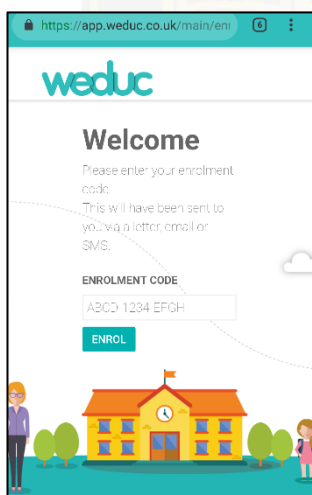 https://app.weduc.co.uk/main/enr
6
weduc
Welcome
Please enter your enrolment
code.
This will have been sent to
you via a letter, email or
SMS.
ENROLMENT CODE
ABCD-1234-EFGH
ENROL